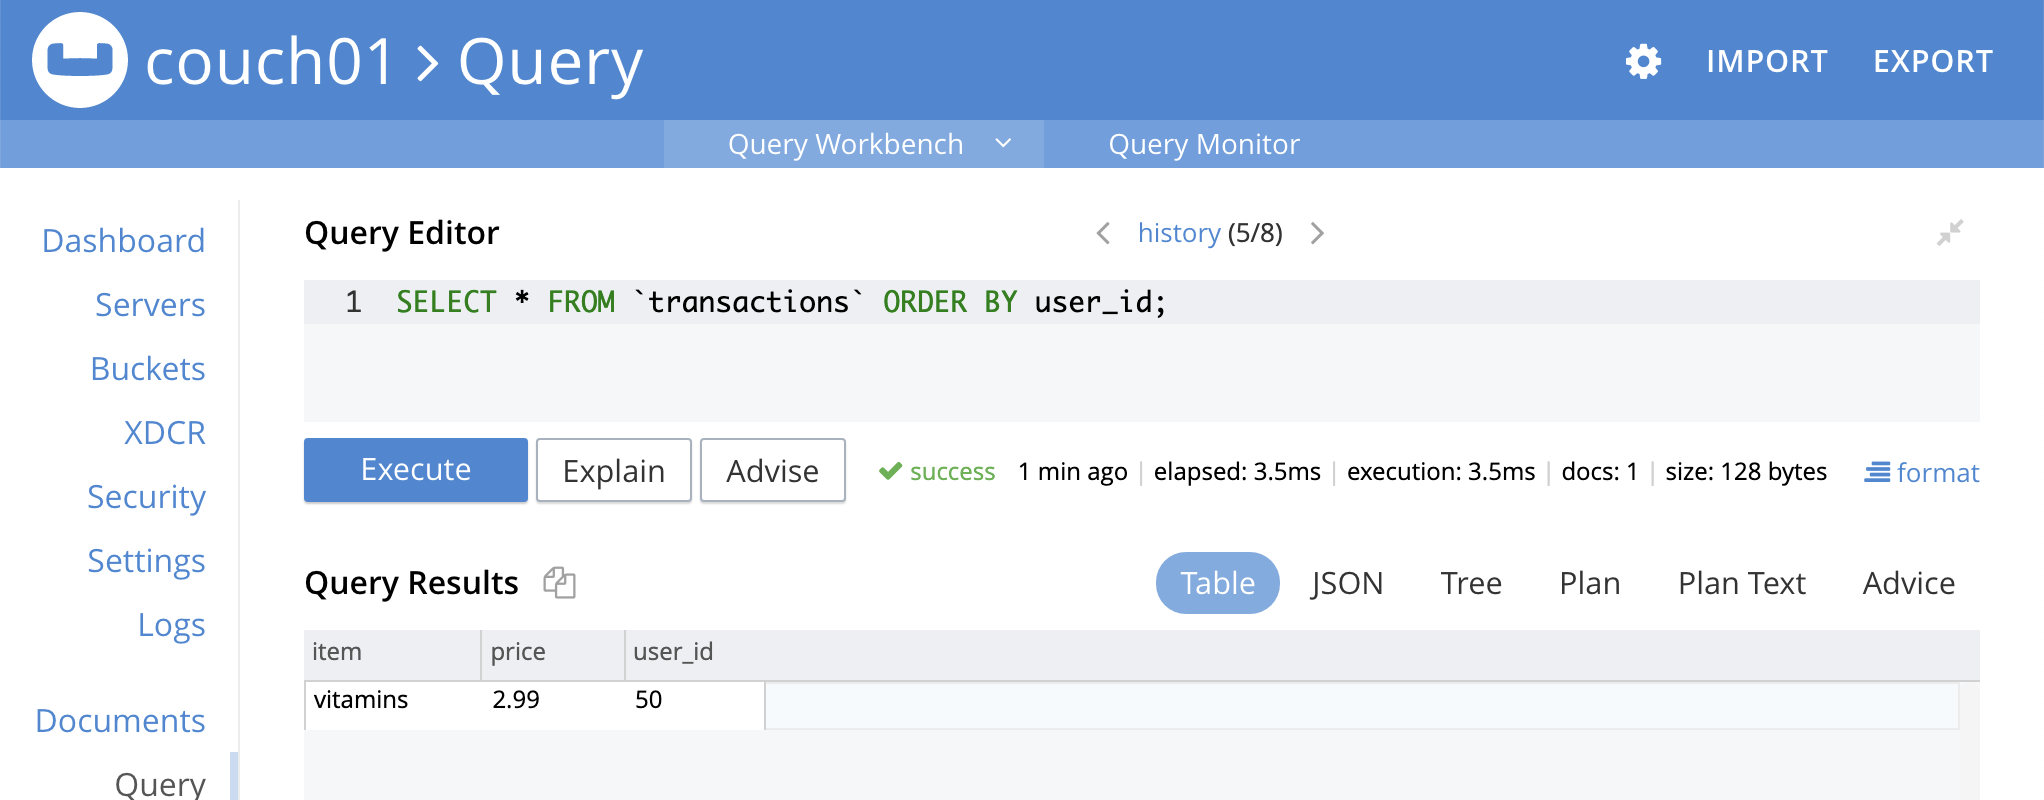 couch01 > Query
IMPORT EXPORT
Query Workbench Query Monitor
Dashboard
Servers
Buckets
XDCR
Security
Settings
Logs
Documents
Query
Query Editor
history (5/8)
1 SELECT * FROM `transactions` ORDER BY user_id;
Execute Explain Advise success 1 min ago | elapsed: 3.5ms | execution: 3.5ms | docs: 1 | size: 128 bytes format
Query Results
Table JSON Tree Plan Plan Text Advice
item price user_id
vitamins 2.99 50